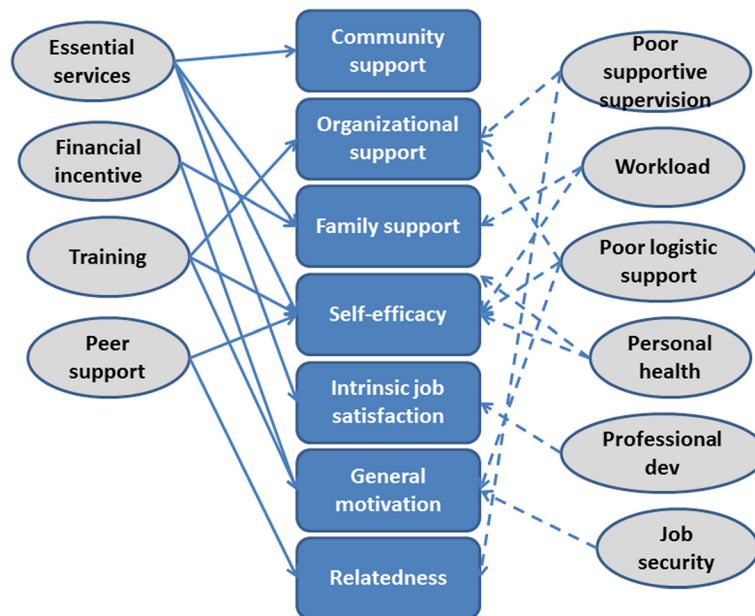 Essential
services
Financial
incentive
Training
Peer
support
Community
support
Organizational
support
Family support
Self-efficacy
Intrinsic job
satisfaction
General
motivation
Relatedness
Poor
supportive
supervision
Workload
Poor logistic
support
Personal
health
Professional
dev
Job
security